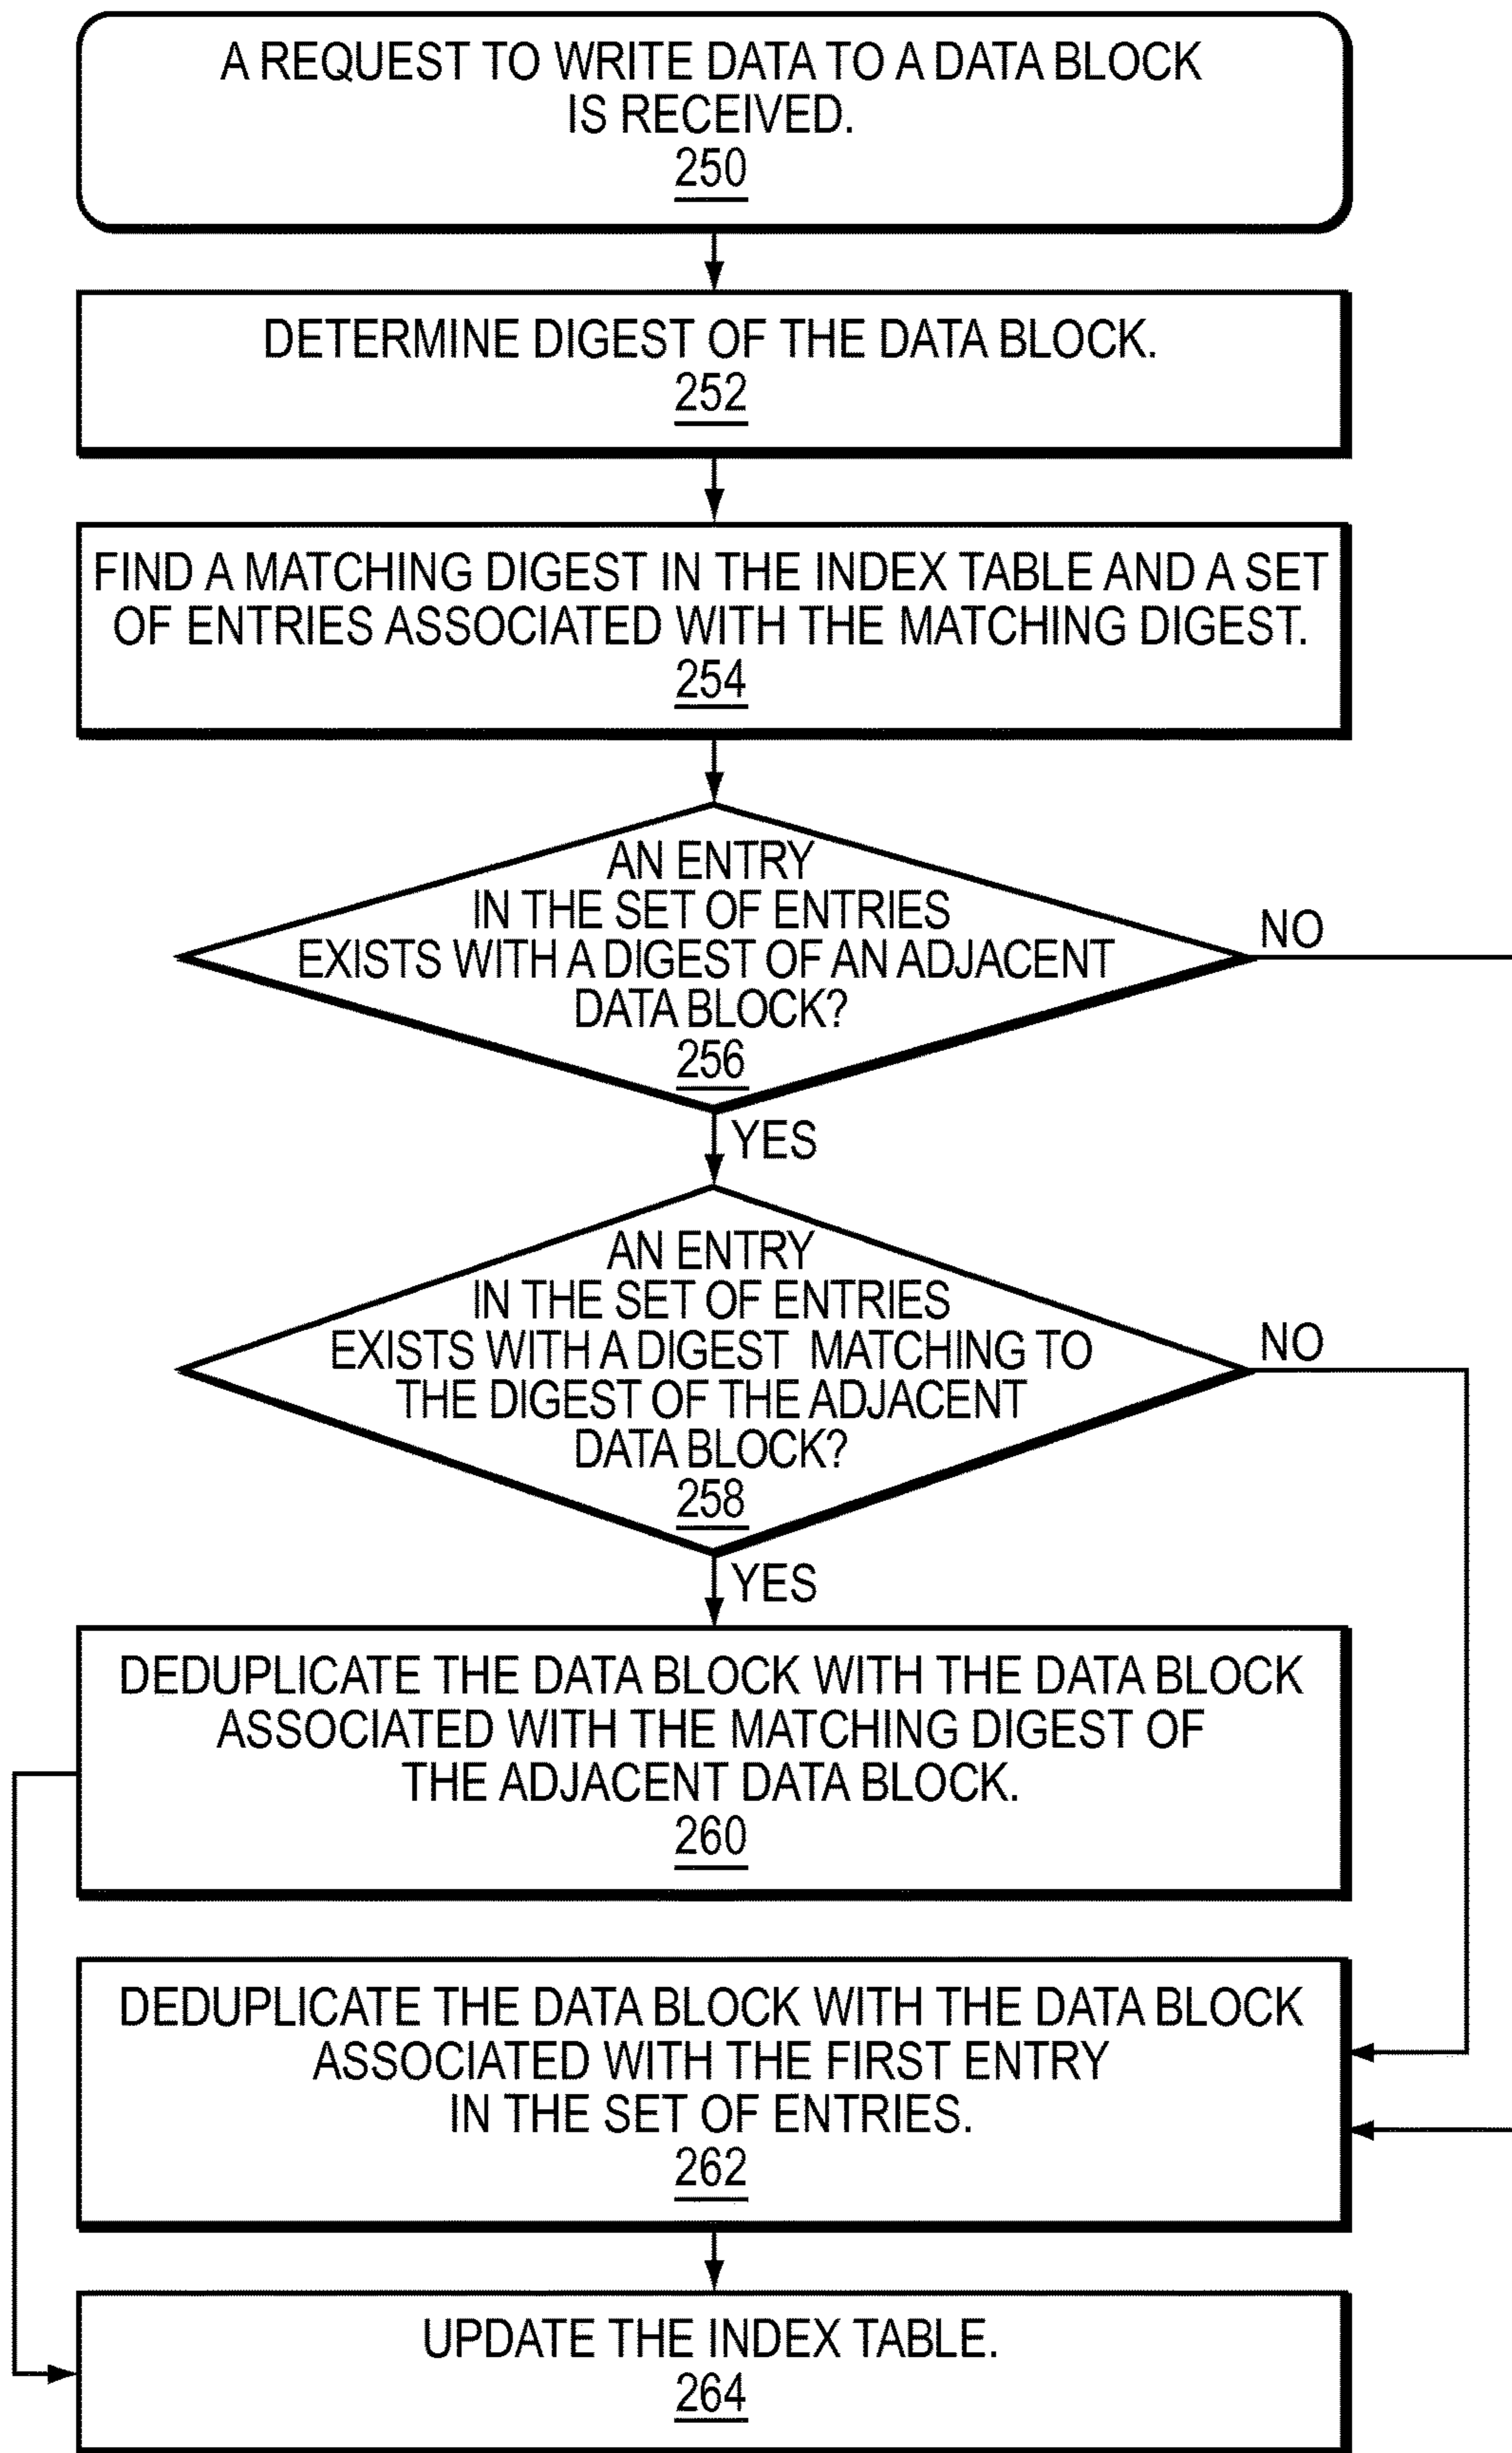 A REQUEST TO WRITE DATA TO A DATA BLOCK
IS RECEIVED.
250
DETERMINE DIGEST OF THE DATA BLOCK.
252
FIND A MATCHING DIGEST IN THE INDEX TABLE AND A SET
OF ENTRIES ASSOCIATED WITH THE MATCHING DIGEST.
254
AN ENTRY
IN THE SET OF ENTRIES
EXISTS WITH A DIGEST OF AN ADJACENT
DATA BLOCK?
256
NO
YES
AN ENTRY
IN THE SET OF ENTRIES
EXISTS WITH A DIGEST MATCHING TO
THE DIGEST OF THE ADJACENT
DATA BLOCK?
258
NO
YES
DEDUPLICATE THE DATA BLOCK WITH THE DATA BLOCK
ASSOCIATED WITH THE MATCHING DIGEST OF
THE ADJACENT DATA BLOCK.
260
DEDUPLICATE THE DATA BLOCK WITH THE DATA BLOCK
ASSOCIATED WITH THE FIRST ENTRY
IN THE SET OF ENTRIES.
262
UPDATE THE INDEX TABLE.
264